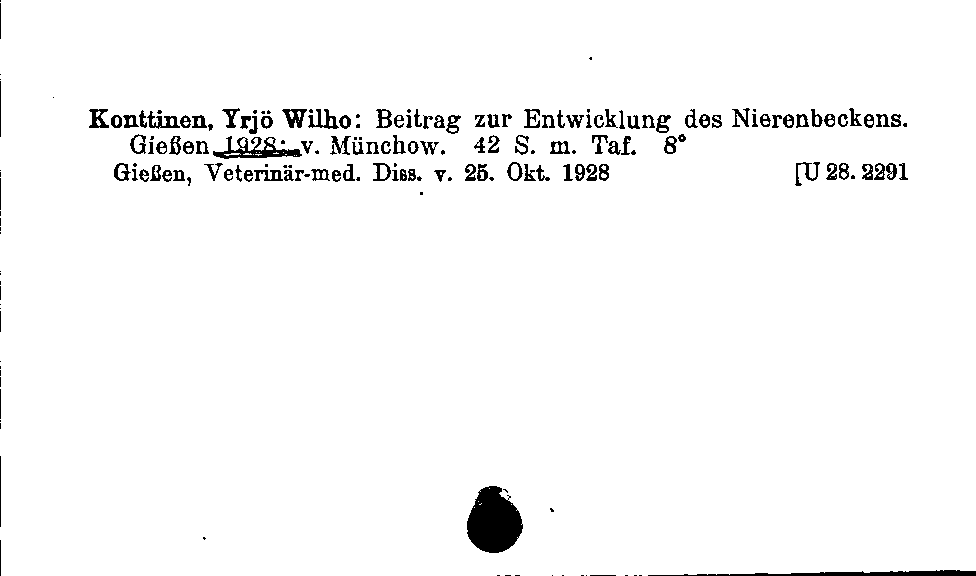 Konttinen, Yrjö Wilho: Beitrag zur Entwicklung des Nierenbeckens.
Gießen 1928: v. Münchow. 42 S. m. Taf. 8°
Gießen, Veterinär-med. Diss. v. 25. Okt. 1928 [U 28. 2291